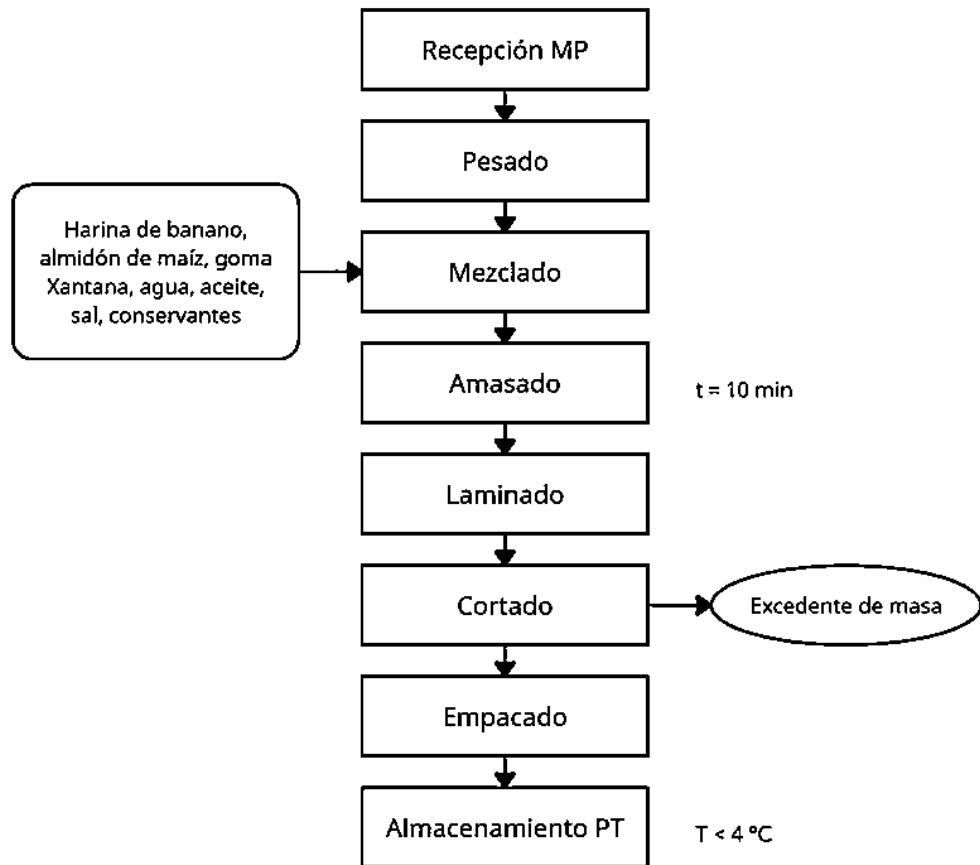 Recepción MP
Pesado
Harina de banano,
almidón de maíz, goma
Xantana, agua, aceite,
sal, conservantes
Mezclado
Amasado
t = 10 min
Laminado
Cortado
Excedente de masa
Empacado
Almacenamiento PT
T < 4 ºC